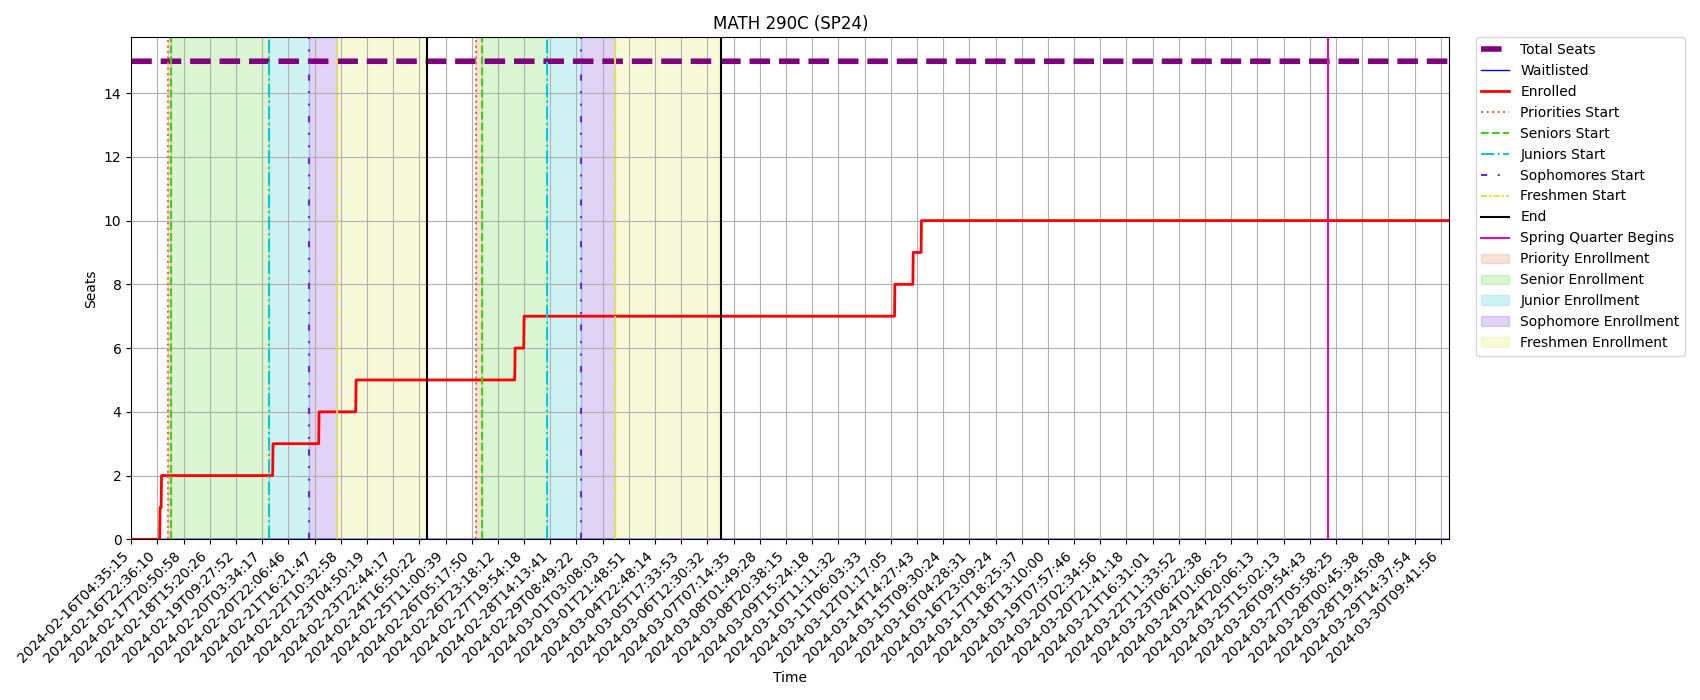 MATH 290C (SP24)
Seats
14
12
10
8
6
4
2
0
2024-02-16T04:35:15
2024-02-16T22:36:10
2024-02-17T20:50:58
2024-02-18T15:20:26
2024-02-19T09:27:52
2024-02-20T03:34:17
2024-02-20T22:06:46
2024-02-21T16:21:47
2024-02-22T10:32:58
2024-02-23T04:50:19
2024-02-23T22:44:17
2024-02-24T16:50:22
2024-02-25T11:00:39
2024-02-26T05:17:50
2024-02-26T23:18:12
2024-02-27T19:54:18
2024-02-28T14:13:41
2024-02-29T08:49:22
2024-03-01T03:08:03
2024-03-01T21:48:51
2024-03-04T22:48:14
2024-03-05T17:33:53
2024-03-06T12:30:32
2024-03-07T07:14:35
2024-03-08T01:49:28
2024-03-08T20:38:15
2024-03-09T15:24:18
2024-03-10T11:11:32
2024-03-11T06:03:33
2024-03-12T01:17:05
2024-03-14T14:27:43
2024-03-15T09:30:24
2024-03-16T04:28:31
2024-03-16T23:09:24
2024-03-17T18:25:37
2024-03-18T13:10:00
2024-03-19T07:57:46
2024-03-20T02:34:56
2024-03-20T21:41:18
2024-03-21T16:31:01
2024-03-22T11:33:52
2024-03-23T06:22:38
2024-03-24T01:06:25
2024-03-24T20:06:13
2024-03-25T15:02:13
2024-03-26T09:54:43
2024-03-27T05:58:25
2024-03-28T00:45:38
2024-03-28T19:45:08
2024-03-29T14:37:54
2024-03-30T09:41:56
Time
Total Seats
Waitlisted
Enrolled
Priorities Start
Seniors Start
Juniors Start
Sophomores Start
Freshmen Start
End
Spring Quarter Begins
Priority Enrollment
Senior Enrollment
Junior Enrollment
Sophomore Enrollment
Freshmen Enrollment